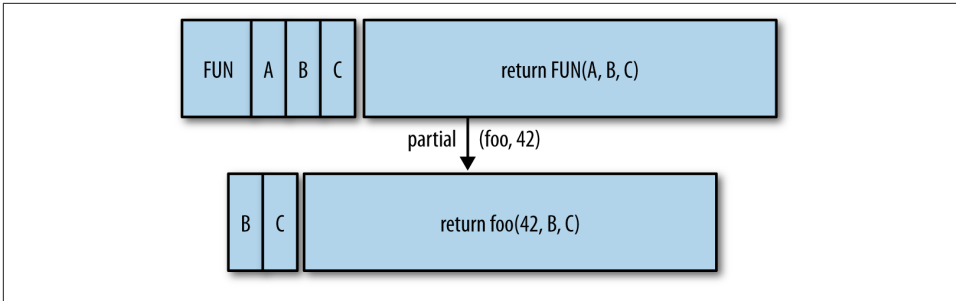 FUN A B C return FUN(A, B, C)
partial (foo, 42)
B C return foo(42, B, C)